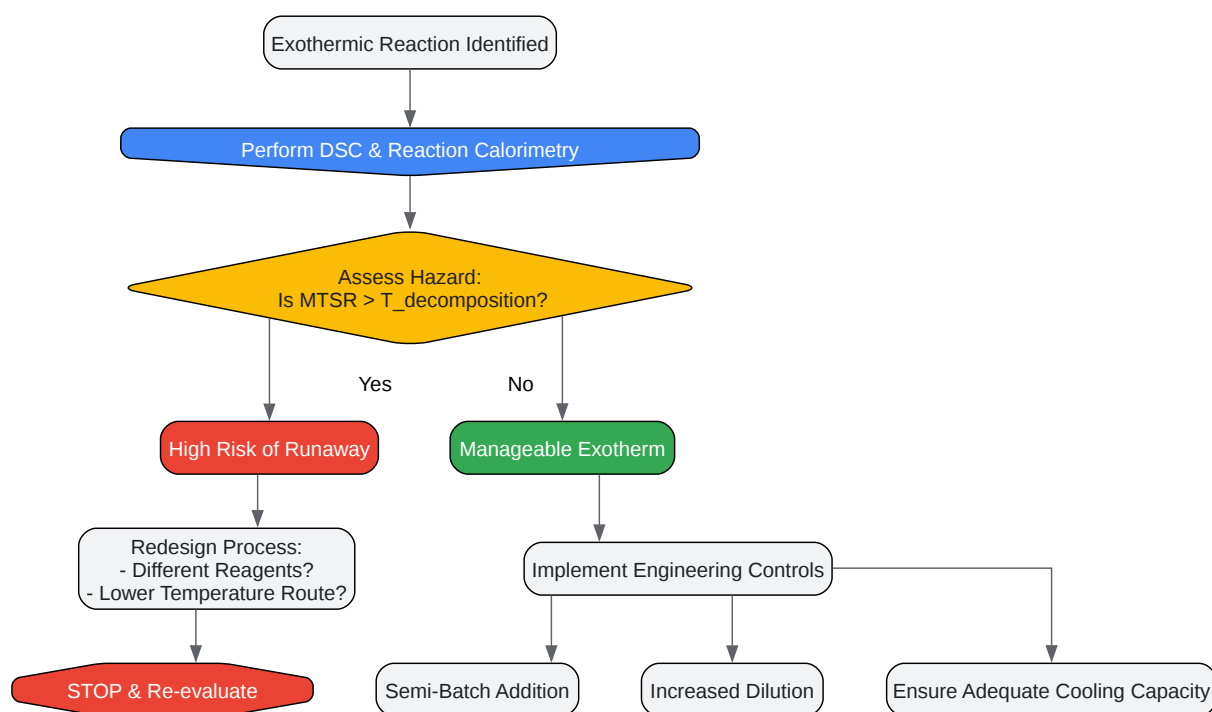 Exothermic Reaction Identified
Perform DSC & Reaction Calorimetry
Assess Hazard:
Is MTSR > T_decomposition?
Yes
No
High Risk of Runaway
Manageable Exotherm
Redesign Process:
- Different Reagents?
- Lower Temperature Route?
Implement Engineering Controls
STOP & Re-evaluate
Semi-Batch Addition
Increased Dilution
Ensure Adequate Cooling Capacity